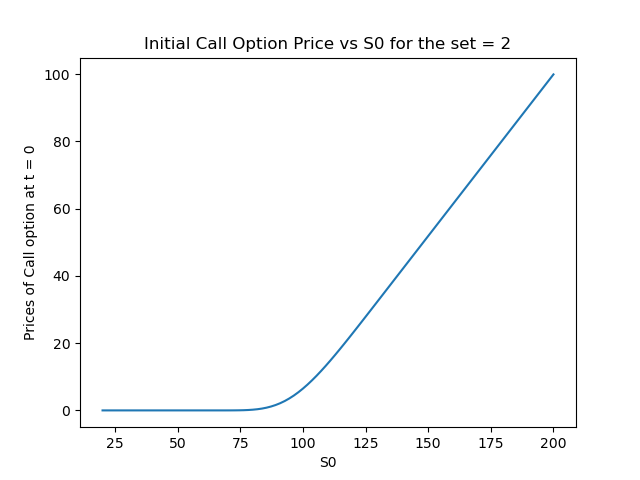 Initial Call Option Price vs S0 for the set = 2
Prices of Call option at t = 0
100
80
60
40
20
0
25 50 75 100 125 150 175 200
S0